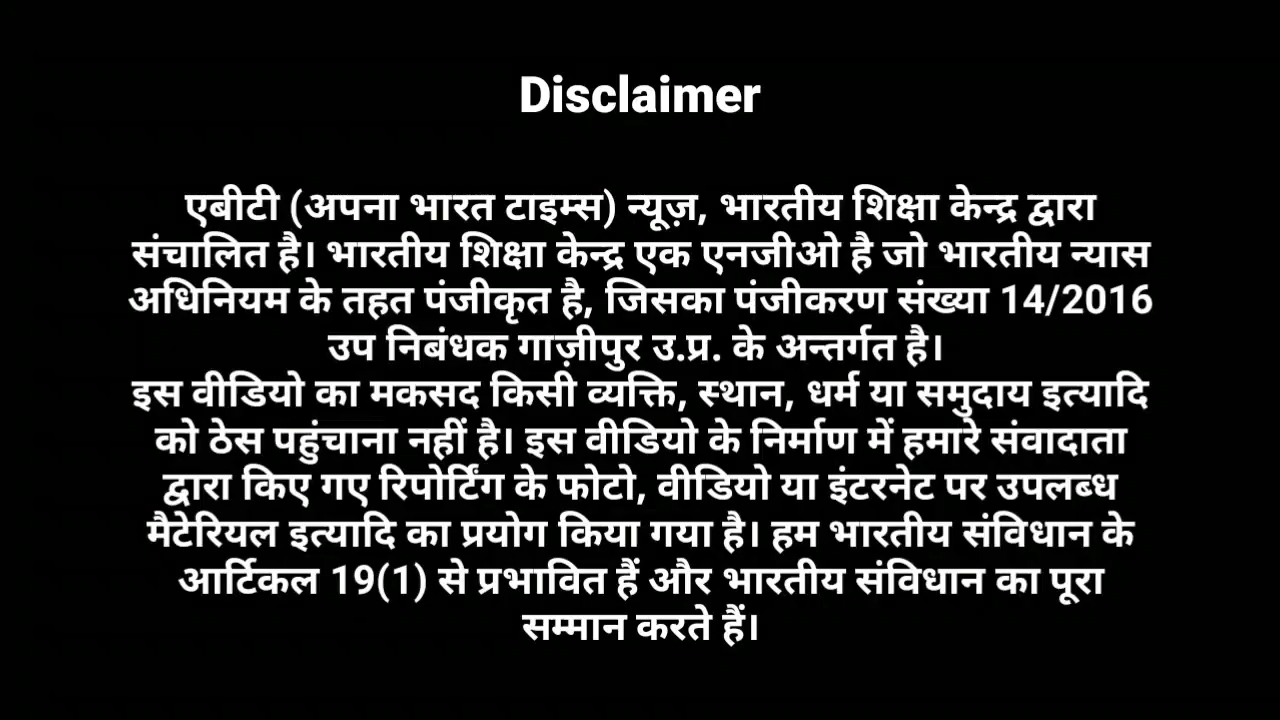 Disclaimer
एबीटी (अपना भारत टाइम्स) न्यूज़, भारतीय शिक्षा केन्द्र द्वारा
संचालित है। भारतीय शिक्षा केन्द्र एक एनजीओ है जो भारतीय न्यास
अधिनियम के तहत पंजीकृत है, जिसका पंजीकरण संख्या 14/2016
उप निबंधक गाज़ीपुर उ.प्र. के अन्तर्गत है।
इस वीडियो का मकसद किसी व्यक्ति, स्थान, धर्म या समुदाय इत्यादि
को ठेस पहुंचाना नहीं है। इस वीडियो के निर्माण में हमारे संवादाता
द्वारा किए गए रिपोर्टिंग के फोटो, वीडियो या इंटरनेट पर उपलब्ध
मैटेरियल इत्यादि का प्रयोग किया गया है। हम भारतीय संविधान के
आर्टिकल 19(1) से प्रभावित हैं और भारतीय संविधान का पूरा
सम्मान करते हैं।